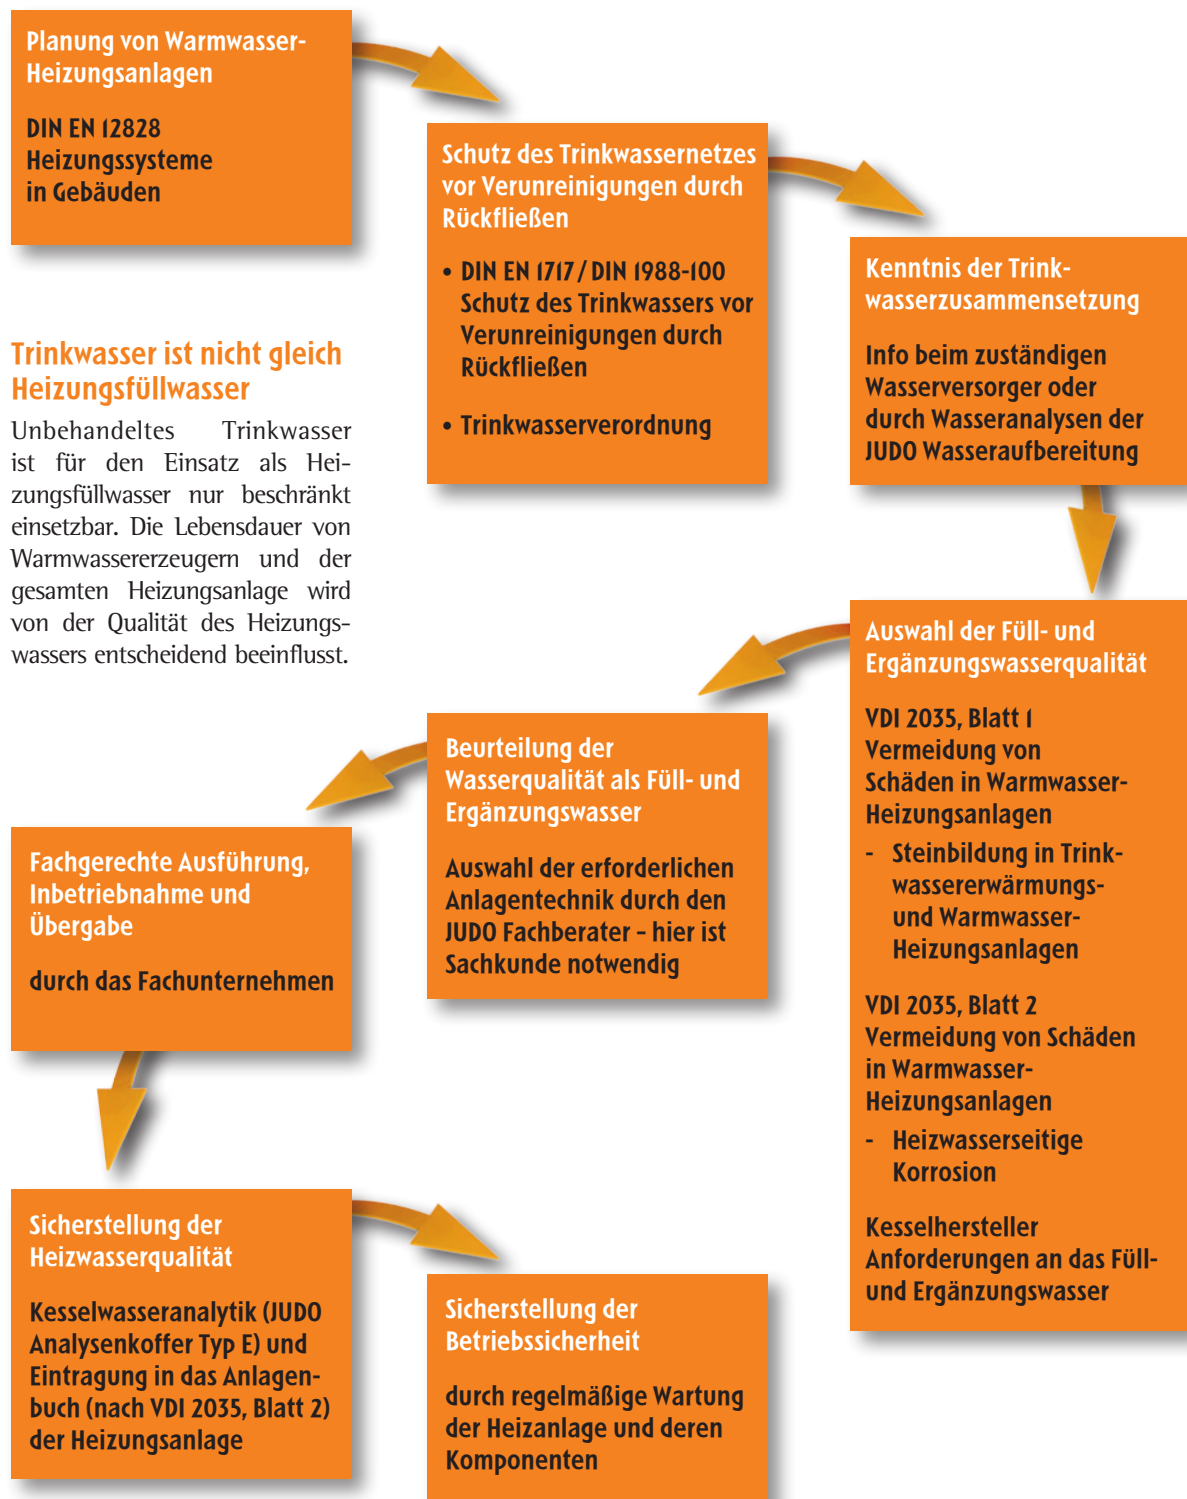 Planung von Warmwasser-
Heizungsanlagen
DIN EN 12828
Heizungssysteme
in Gebäuden
Schutz des Trinkwassernetzes
vor Verunreinigungen durch
Rückfließen
• DIN EN 1717 / DIN 1988-100
Schutz des Trinkwassers vor
Verunreinigungen durch
Rückfließen
• Trinkwasserverordnung
Kenntnis der Trink-
wasserzusammensetzung
Info beim zuständigen
Wasserversorger oder
durch Wasseranalysen der
JUDO Wasseraufbereitung
Trinkwasser ist nicht gleich
Heizungsfüllwasser
Unbehandeltes Trinkwasser
ist für den Einsatz als Hei-
zungsfüllwasser nur beschränkt
einsetzbar. Die Lebensdauer von
Warmwassererzeugern und der
gesamten Heizungsanlage wird
von der Qualität des Heizungs-
wassers entscheidend beeinflusst.
Auswahl der Füll- und
Ergänzungswasserqualität
VDI 2035, Blatt 1
Vermeidung von
Schäden in Warmwasser-
Heizungsanlagen
- Steinbildung in Trink-
wassererwärmungs-
und Warmwasser-
Heizungsanlagen
VDI 2035, Blatt 2
Vermeidung von Schäden
in Warmwasser-
Heizungsanlagen
- Heizwasserseitige
Korrosion
Kesselhersteller
Anforderungen an das Füll-
und Ergänzungswasser
Beurteilung der
Wasserqualität als Füll- und
Ergänzungswasser
Auswahl der erforderlichen
Anlagentechnik durch den
JUDO Fachberater – hier ist
Sachkunde notwendig
Fachgerechte Ausführung,
Inbetriebnahme und
Übergabe
durch das Fachunternehmen
Sicherstellung der
Heizwasserqualität
Kesselwasseranalytik (JUDO
Analysenkoffer Typ E) und
Eintragung in das Anlagen-
buch (nach VDI 2035, Blatt 2)
der Heizungsanlage
Sicherstellung der
Betriebssicherheit
durch regelmäßige Wartung
der Heizanlage und deren
Komponenten